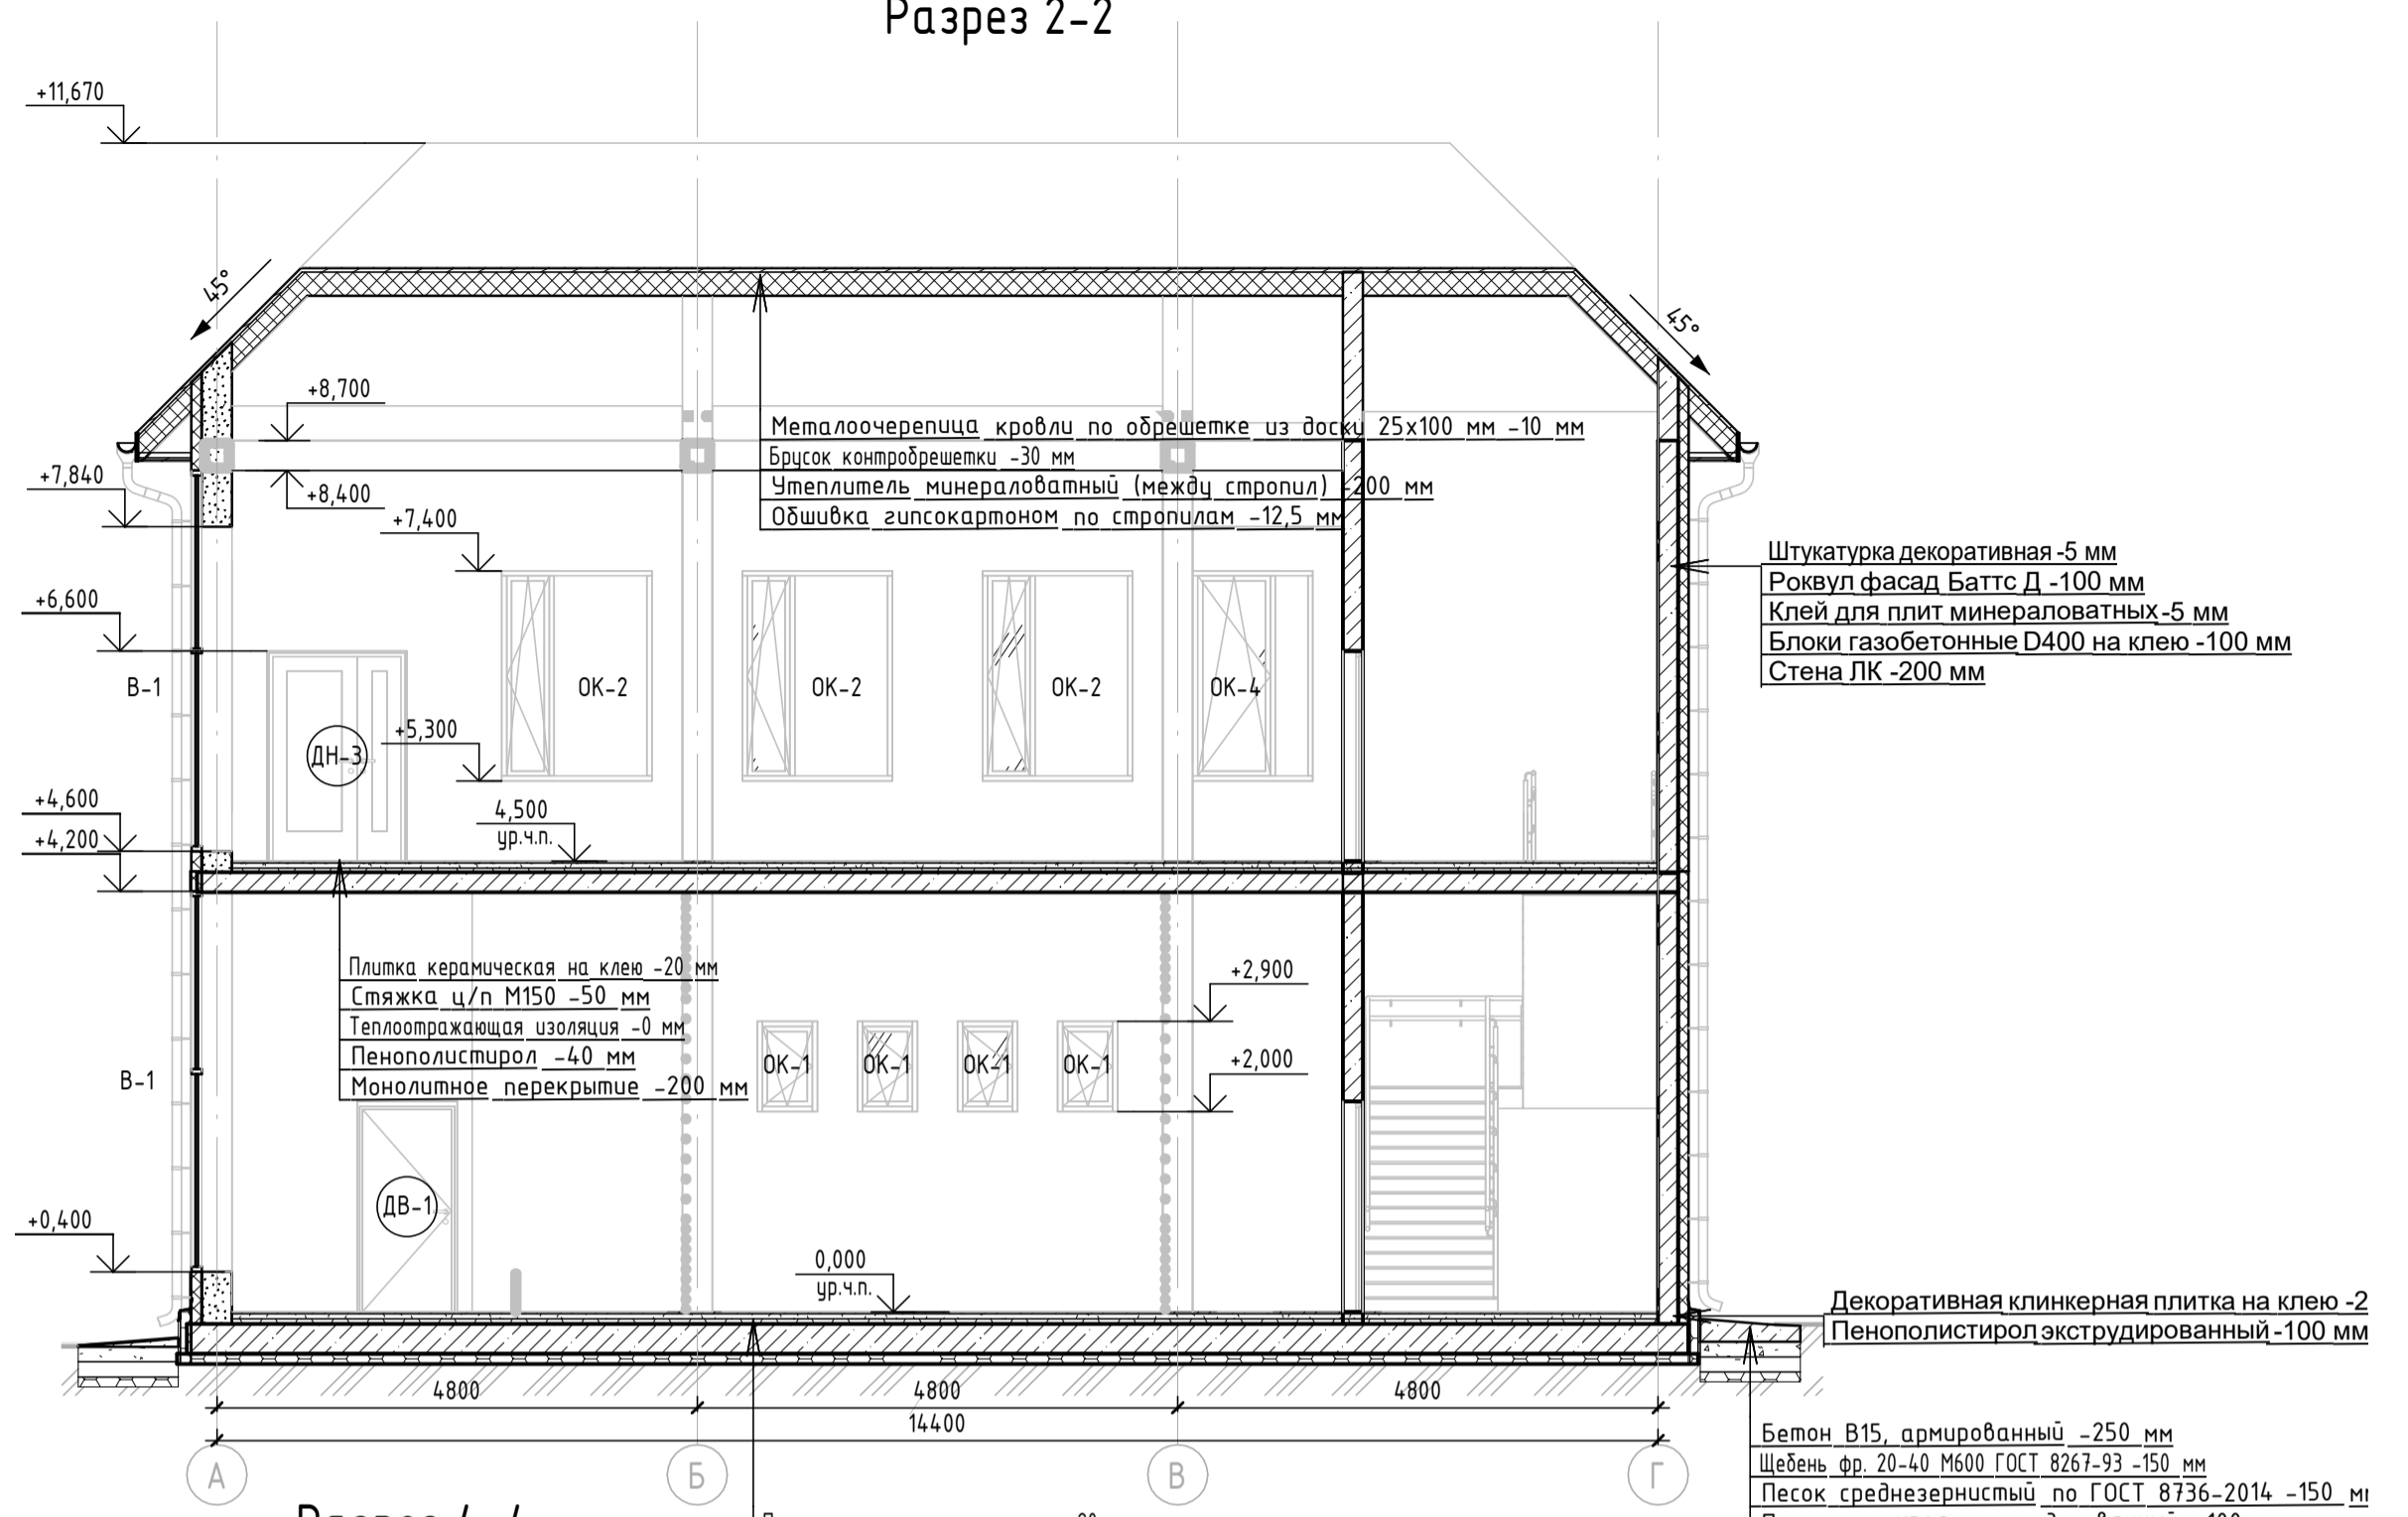 Разрез 2-2
+11,670
45°
45°
+8,700
+7,840
+8,400
+7,400
Металоочерепица кровли по обрешетке из доски 25х100 мм -10 мм
Брусок контробрешетки -30 мм
Утеплитель минераловатный (между стропил) -200 мм
Обшивка гипсокартоном по стропилам -12,5 мм
Штукатурка декоративная -5 мм
Роквул фасад Баттс Д -100 мм
Клей для плит минераловатных -5 мм
Блоки газобетонные D400 на клею -100 мм
Стена ЛК -200 мм
+6,600
В-1
ОК-2
ОК-2
ОК-2
ОК-4
ДН-3
+5,300
+4,600
+4,200
4,500
ур.ч.п.
Плитка керамическая на клею -20 мм
Стяжка ц/п М150 -50 мм
Теплоотражающая изоляция -0 мм
Пенополистирол -40 мм
Монолитное перекрытие -200 мм
+2,900
+2,000
ОК-1
ОК-1
ОК-1
ОК-1
В-1
ДВ-1
+0,400
0,000
ур.ч.п.
Декоративная клинкерная плитка на клею -2
Пенополистирол экструдированный -100 мм
4800
4800
4800
14400
А
Б
В
Г
Бетон В15, армированный -250 мм
Щебень фр. 20-40 М600 ГОСТ 8267-93 -150 мм
Песок среднезернистый по ГОСТ 8736-2014 -150 мм